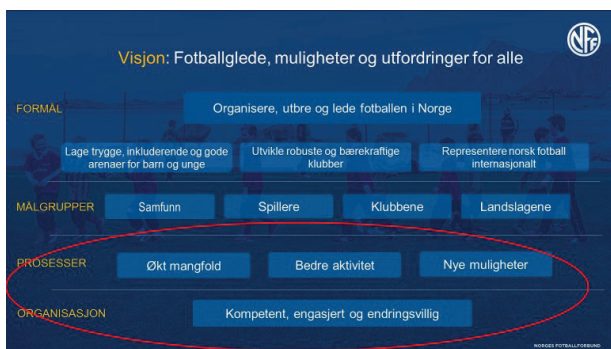 NFF
Visjon: Fotballglede, muligheter og utfordringer for alle
FORMÅL
Organisere, utbre og lede fotballen i Norge
Lage trygge, inkluderende og gode
arenaer for barn og unge
Utvikle robuste og bærekraftige
klubber
Representere norsk fotball
internasjonalt
MÅLGRUPPER
Samfunn
Spillere
Klubbene
Landslagene
PROSESSER
Økt mangfold
Bedre aktivitet
Nye muligheter
ORGANISASJON
Kompetent, engasjert og endringsvillig
NORGES FOTBALLFORBUND